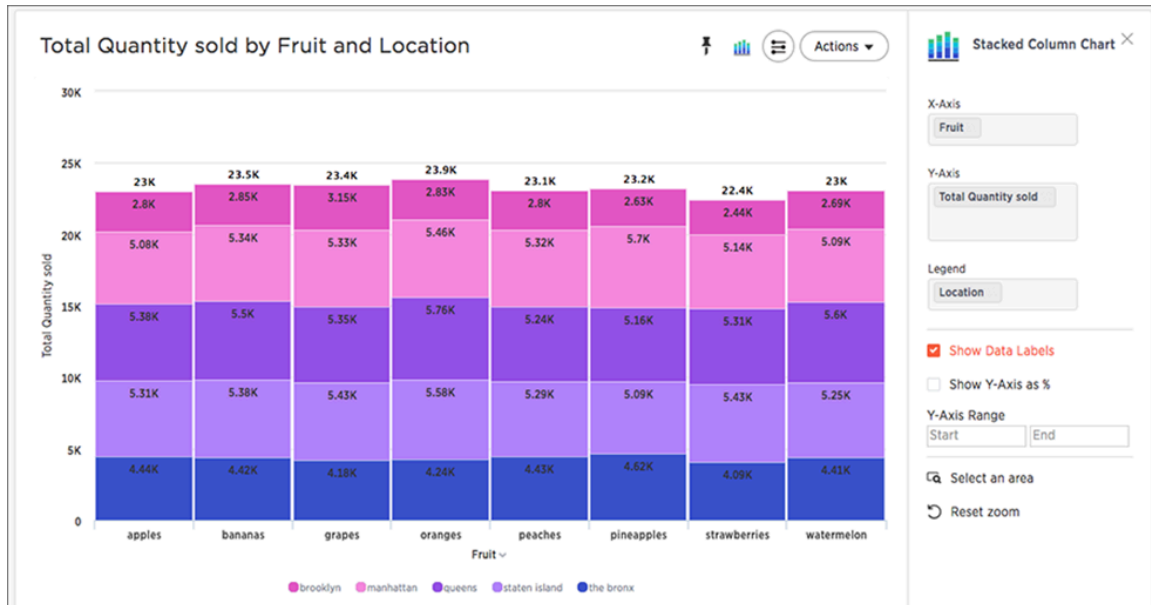 Total Quantity sold by Fruit and Location
Actions
30K
25K
20K
15K
10K
5K
0
Total Quantity sold
23K 23.5K 23.4K 23.9K 23.1K 23.2K 22.4K 23K
2.8K 2.85K 3.15K 2.83K 2.8K 2.63K 2.44K 2.69K
5.08K 5.34K 5.33K 5.46K 5.32K 5.7K 5.14K 5.09K
5.38K 5.5K 5.35K 5.76K 5.24K 5.16K 5.31K 5.6K
5.31K 5.38K 5.43K 5.58K 5.29K 5.09K 5.43K 5.25K
4.44K 4.42K 4.18K 4.24K 4.43K 4.62K 4.09K 4.41K
apples bananas grapes oranges peaches pineapples strawberries watermelon
Fruit
brooklyn manhattan queens staten island the bronx
Stacked Column Chart
X-Axis
Fruit
Y-Axis
Total Quantity sold
Legend
Location
Show Data Labels
Show Y-Axis as %
Y-Axis Range
Start End
Select an area
Reset zoom